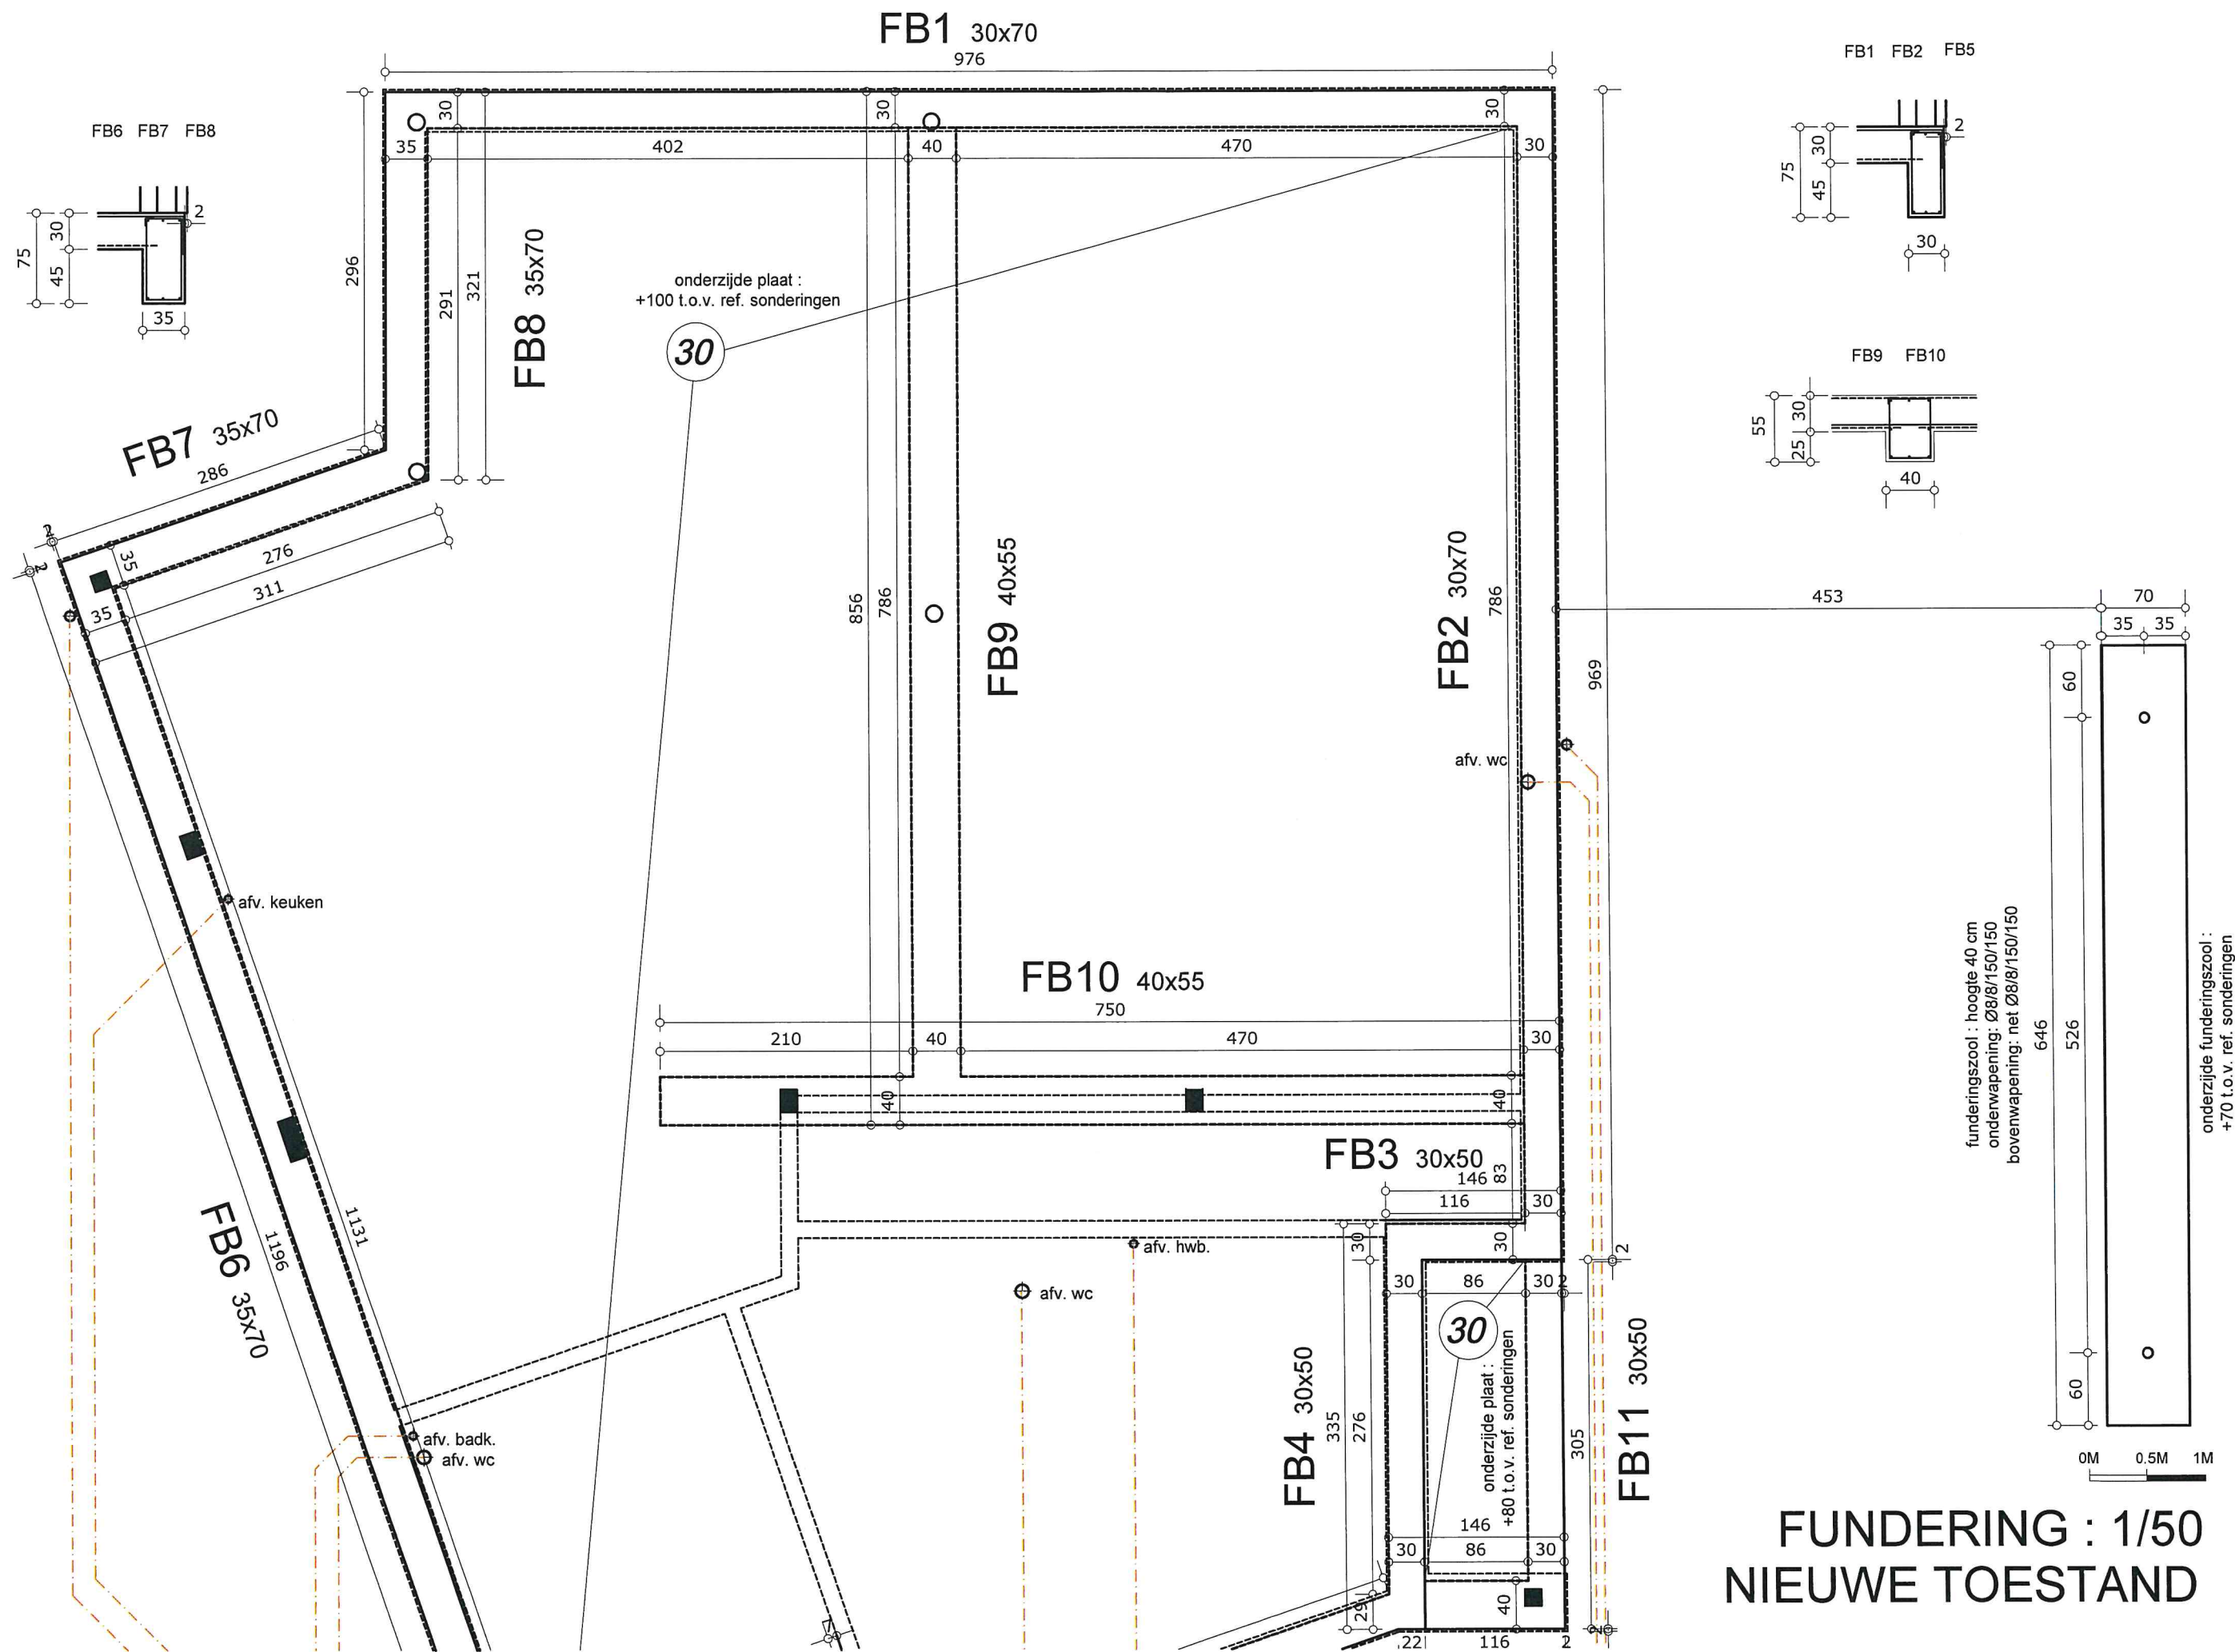 FB1 30x70
976
FB1 FB2 FB5
2
75
30
45
30
FB6 FB7 FB8
2
75
30
45
35
30
30
30
35
402
40
470
30
296
291
321
FB8 35x70
onderzijde plaat :
+100 t.o.v. ref. sonderingen
30
FB9 FB10
55
30
25
40
FB7 35x70
286
2
2
35
276
311
35
856
786
FB9 40x55
FB2 30x70
786
969
453
70
35 35
60
646
526
60
afv. wc
afv. keuken
FB10 40x55
750
210
40
470
30
40
40
funderingszool : hoogte 40 cm
onderwapening: Ø8/8/150/150
bovenwapening: net Ø8/8/150/150
onderzijde funderingszool :
+70 t.o.v. ref. sonderingen
FB3 30x50
146
83
116
30
30
30
2
30
86
30
2
afv. hwb.
afv. wc
30
FB6 35x70
1196
1131
FB4 30x50
335
276
onderzijde plaat :
+80 t.o.v. ref. sonderingen
305
FB11 30x50
afv. badk.
afv. wc
146
30
86
30
29
40
22
116
2
0M 0.5M 1M
FUNDERING : 1/50
NIEUWE TOESTAND